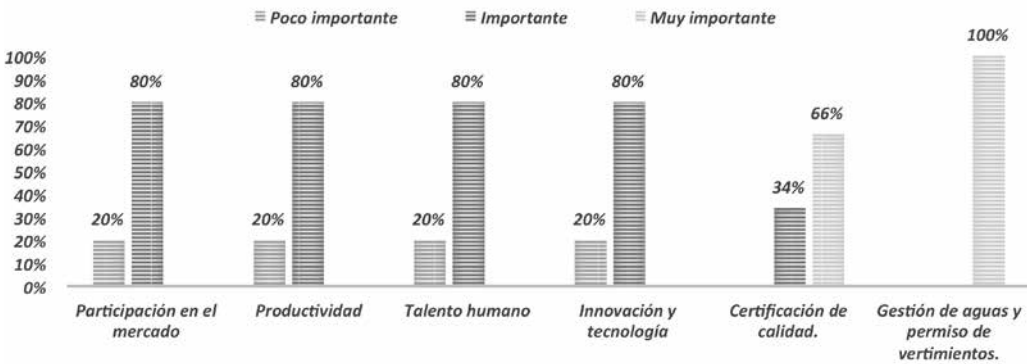 Poco importante Importante Muy importante
100%
90%
80%
70%
60%
50%
40%
30%
20%
10%
0%
20% 80%
20% 80%
20% 80%
20% 80%
34% 66%
100%
Participación en el
mercado
Productividad
Talento humano
Innovación y
tecnología
Certificación de
calidad.
Gestión de aguas y
permiso de
vertimientos.